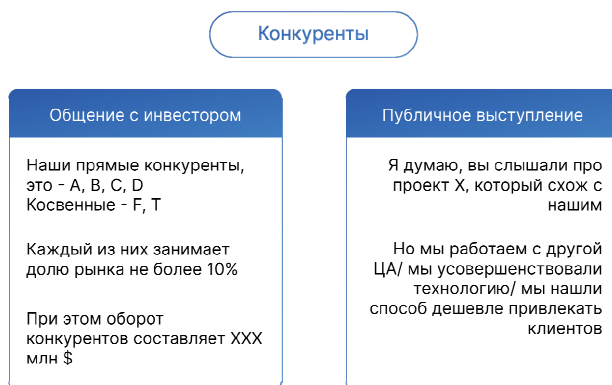 Конкуренты
Общение с инвестором
Наши прямые конкуренты,
это - A, B, C, D
Косвенные - F, T
Каждый из них занимает
долю рынка не более 10%
При этом оборот
конкурентов составляет XXX
млн $
Публичное выступление
Я думаю, вы слышали про
проект X, который схож с
нашим
Но мы работаем с другой
ЦА/ мы усовершенствовали
технологию/ мы нашли
способ дешевле привлекать
клиентов